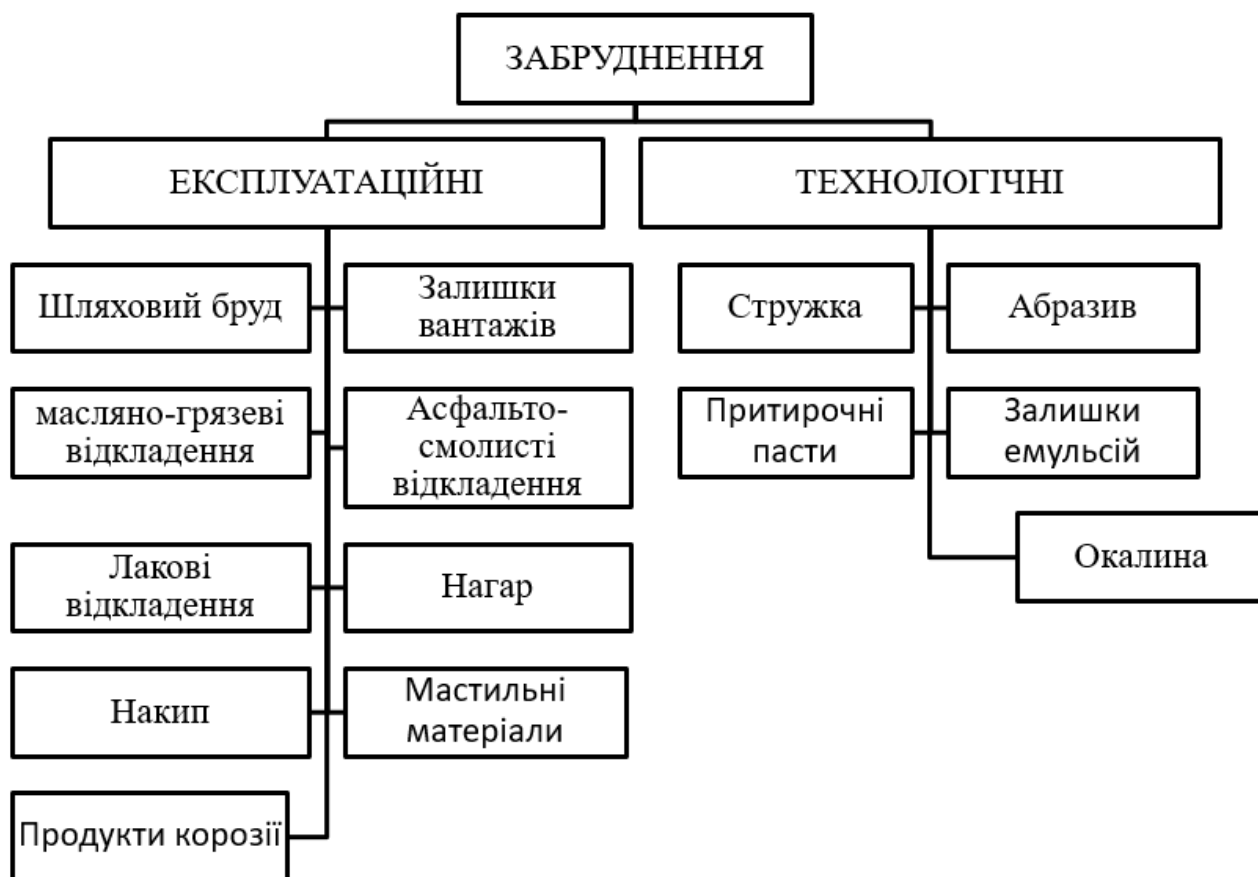 ЗАБРУДНЕННЯ
ЕКСПЛУАТАЦІЙНІ
ТЕХНОЛОГІЧНІ
Шляховий бруд
Залишки
вантажів
Стружка
Абразив
масляно-грязеві
відкладення
Асфальто-
смолисті
відкладення
Притирочні
пасти
Залишки
емульсій
Лакові
відкладення
Нагар
Окалина
Накип
Мастильні
матеріали
Продукти корозії